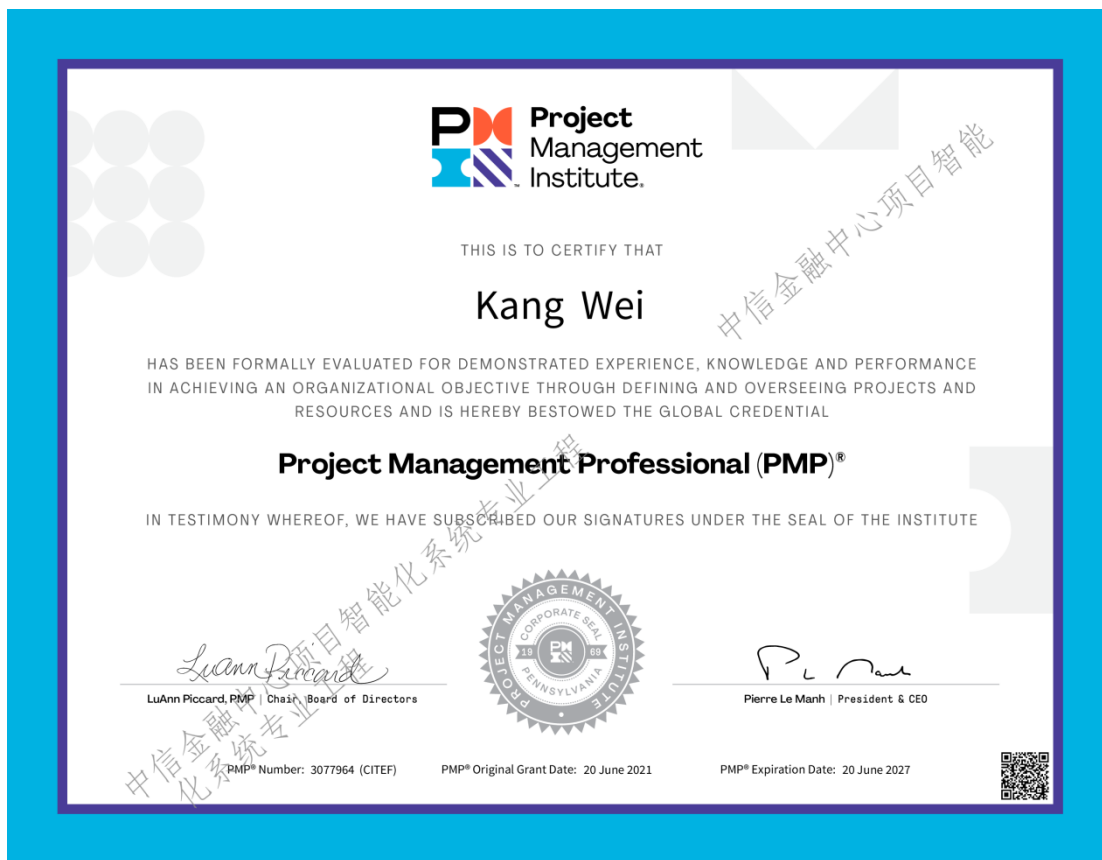 Project
Management
Institute.
THIS IS TO CERTIFY THAT
Kang Wei
HAS BEEN FORMALLY EVALUATED FOR DEMONSTRATED EXPERIENCE, KNOWLEDGE AND PERFORMANCE
IN ACHIEVING AN ORGANIZATIONAL OBJECTIVE THROUGH DEFINING AND OVERSEEING PROJECTS AND
RESOURCES AND IS HEREBY BESTOWED THE GLOBAL CREDENTIAL
Project Management Professional (PMP)®
IN TESTIMONY WHEREOF, WE HAVE SUBSCRIBED OUR SIGNATURES UNDER THE SEAL OF THE INSTITUTE
PROJECT MANAGEMENT INSTITUTE
CORPORATE SEAL
19 PM 69
PENNSYLVANIA
LuAnn Piccard
LuAnn Piccard, PMP | Chair, Board of Directors
Pierre Le Manh | President & CEO
PMP® Number: 3077964 (CITEF)
PMP® Original Grant Date: 20 June 2021
PMP® Expiration Date: 20 June 2027
中信金融中心项目智能
中信金融中心项目智能化系统专业工程
化系统专业工程